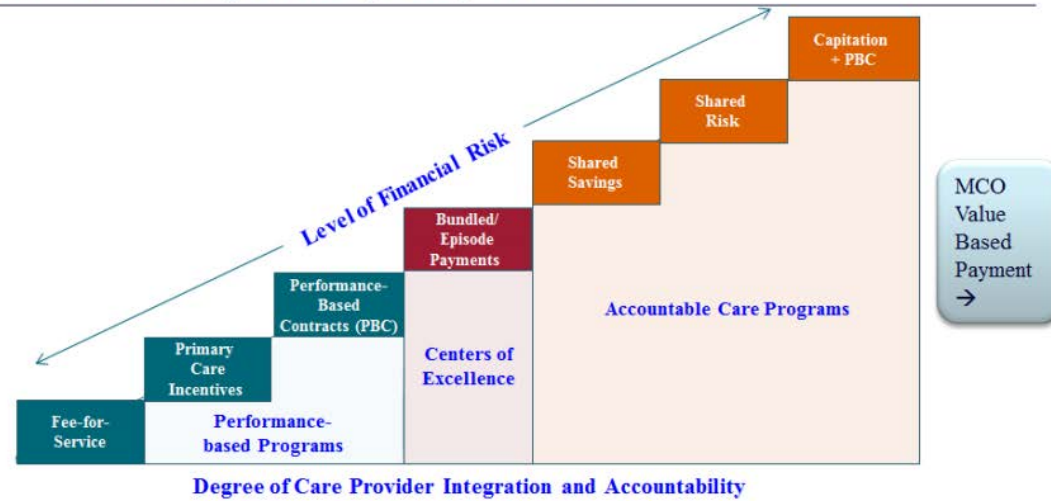 Capitation
+ PBC
Shared
Risk
Shared
Savings
Level of Financial Risk
Bundled/
Episode
Payments
Performance-
Based
Contracts (PBC)
Primary
Care
Incentives
Fee-for-
Service
Performance-
based Programs
Centers of
Excellence
Accountable Care Programs
MCO
Value
Based
Payment
→
Degree of Care Provider Integration and Accountability